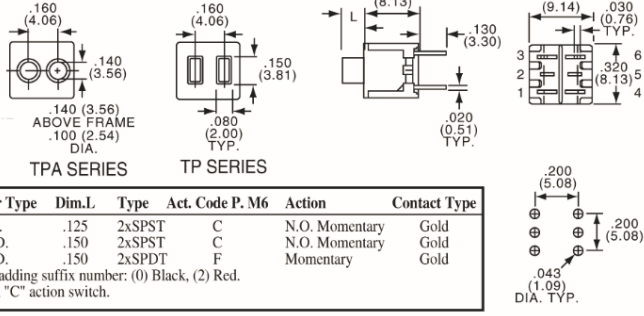 .160
(4.06)
.140
(3.56)
.140 (3.56)
ABOVE FRAME
.100 (2.54)
DIA.
TPA SERIES
.160
(4.06)
.150
(3.81)
.080
(2.00)
TYP.
TP SERIES
L
(8.13)
.130
(3.30)
.020
(0.51)
TYP.
(9.14)
.030
(0.76)
TYP.
3
2
1
6
5
4
.320
(8.13)
.200
(5.08)
.200
(5.08)
.043
(1.09)
DIA. TYP.
Type Dim.L Type Act. Code P. M6 Action Contact Type
.125 2xSPST C N.O. Momentary Gold
.150 2xSPST C N.O. Momentary Gold
.150 2xSPDT F Momentary Gold
adding suffix number: (0) Black, (2) Red.
"C" action switch.